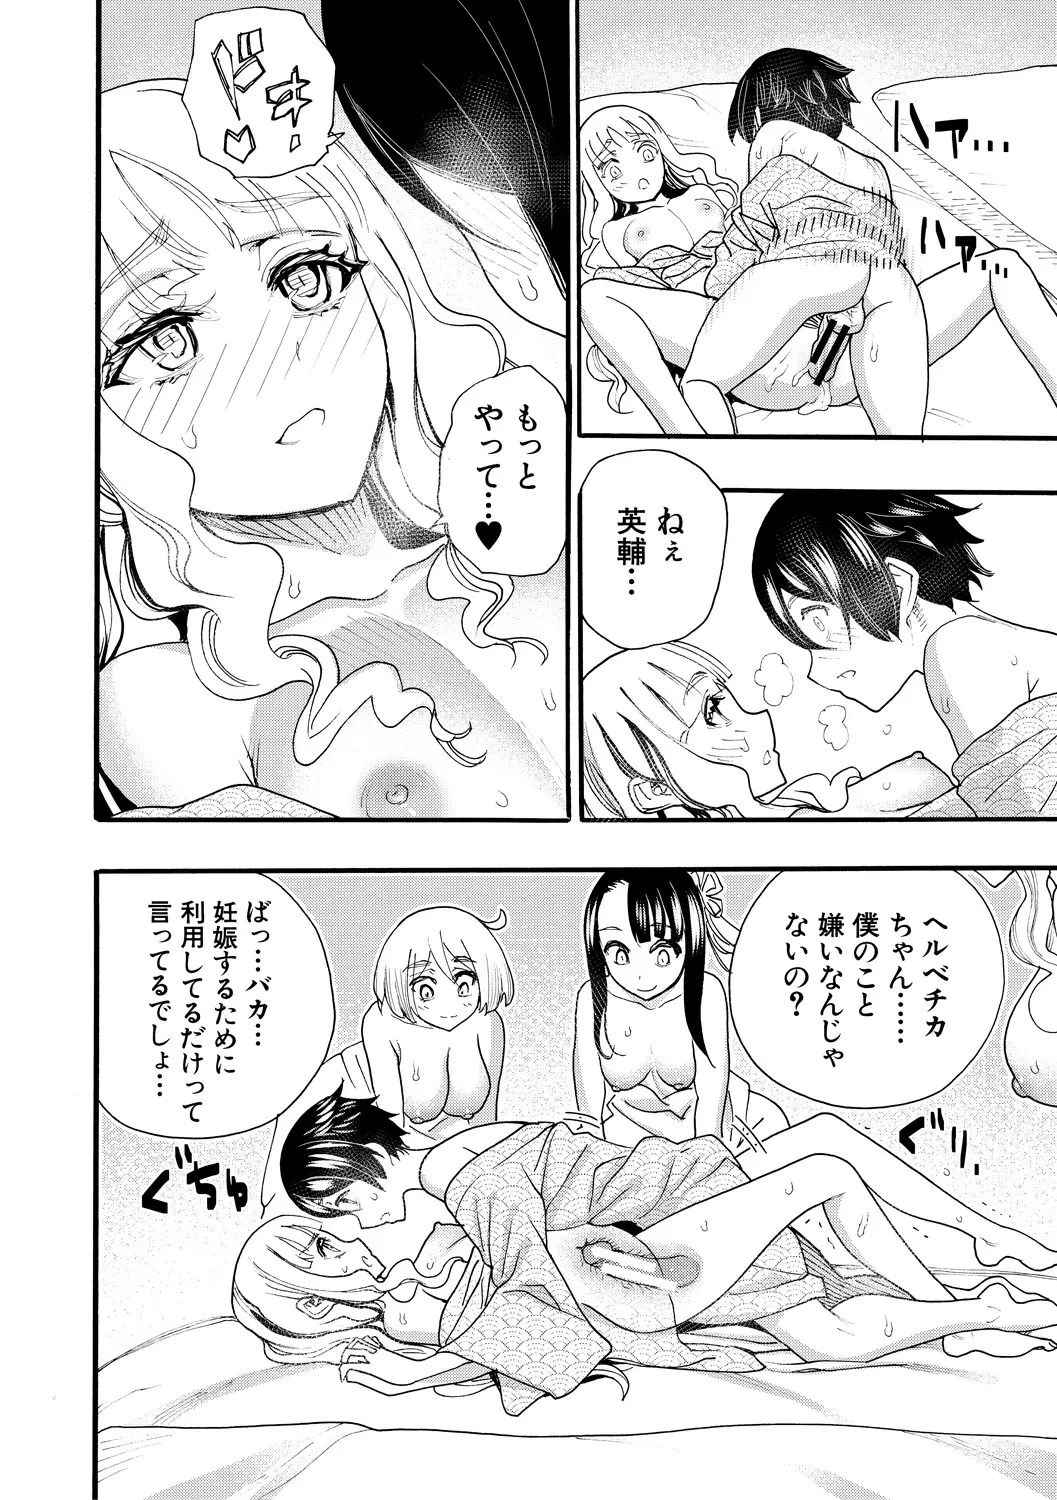 ハァ…
ハァ…
ねぇ
英輔…
もっと
やって…♥
ドキ
ヘルベチカ
ちゃん……
僕のこと
嫌いなんじゃ
ないの?
ばっ…バカ…
妊娠するために
利用してるだけって
言ってるでしょ…
ぐりっ
ぐちゅ